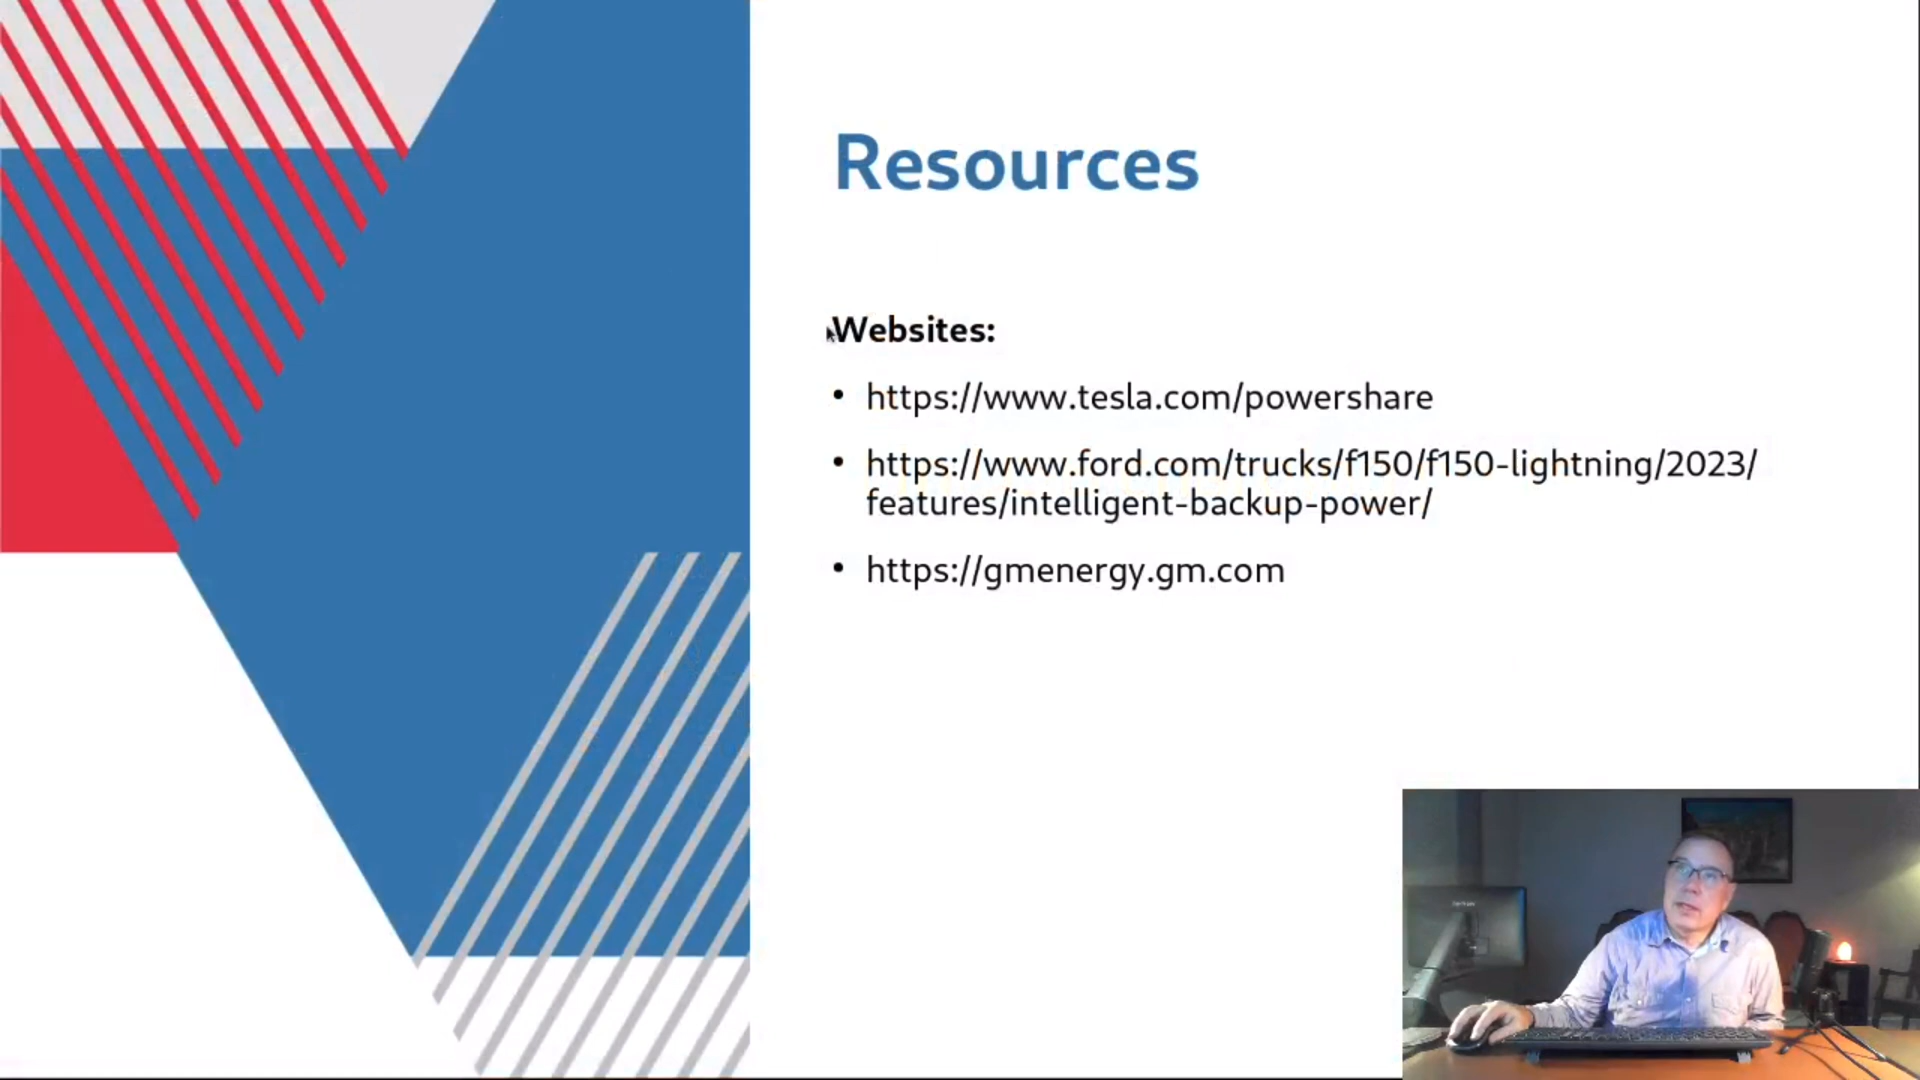 Resources
Websites:
• https://www.tesla.com/powershare
• https://www.ford.com/trucks/f150/f150-lightning/2023/
features/intelligent-backup-power/
• https://gmenergy.gm.com